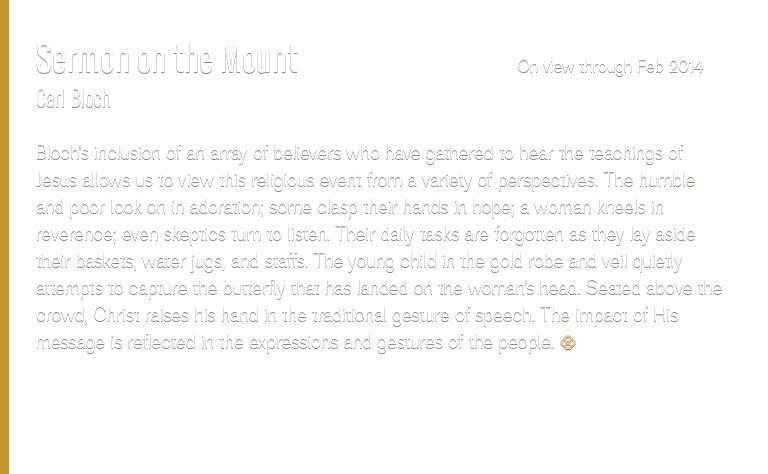 Sermon on the Mount
On view through Feb 2014
Carl Bloch
Bloch's inclusion of an array of believers who have gathered to hear the teachings of
Jesus allows us to view this religious event from a variety of perspectives. The humble
and poor look on in adoration; some clasp their hands in hope; a woman kneels in
reverence; even skeptics turn to listen. Their daily tasks are forgotten as they lay aside
their baskets, water jugs, and staffs. The young child in the gold robe and veil quietly
attempts to capture the butterfly that has landed on the woman's head. Seated above the
crowd, Christ raises his hand in the traditional gesture of speech. The impact of His
message is reflected in the expressions and gestures of the people.